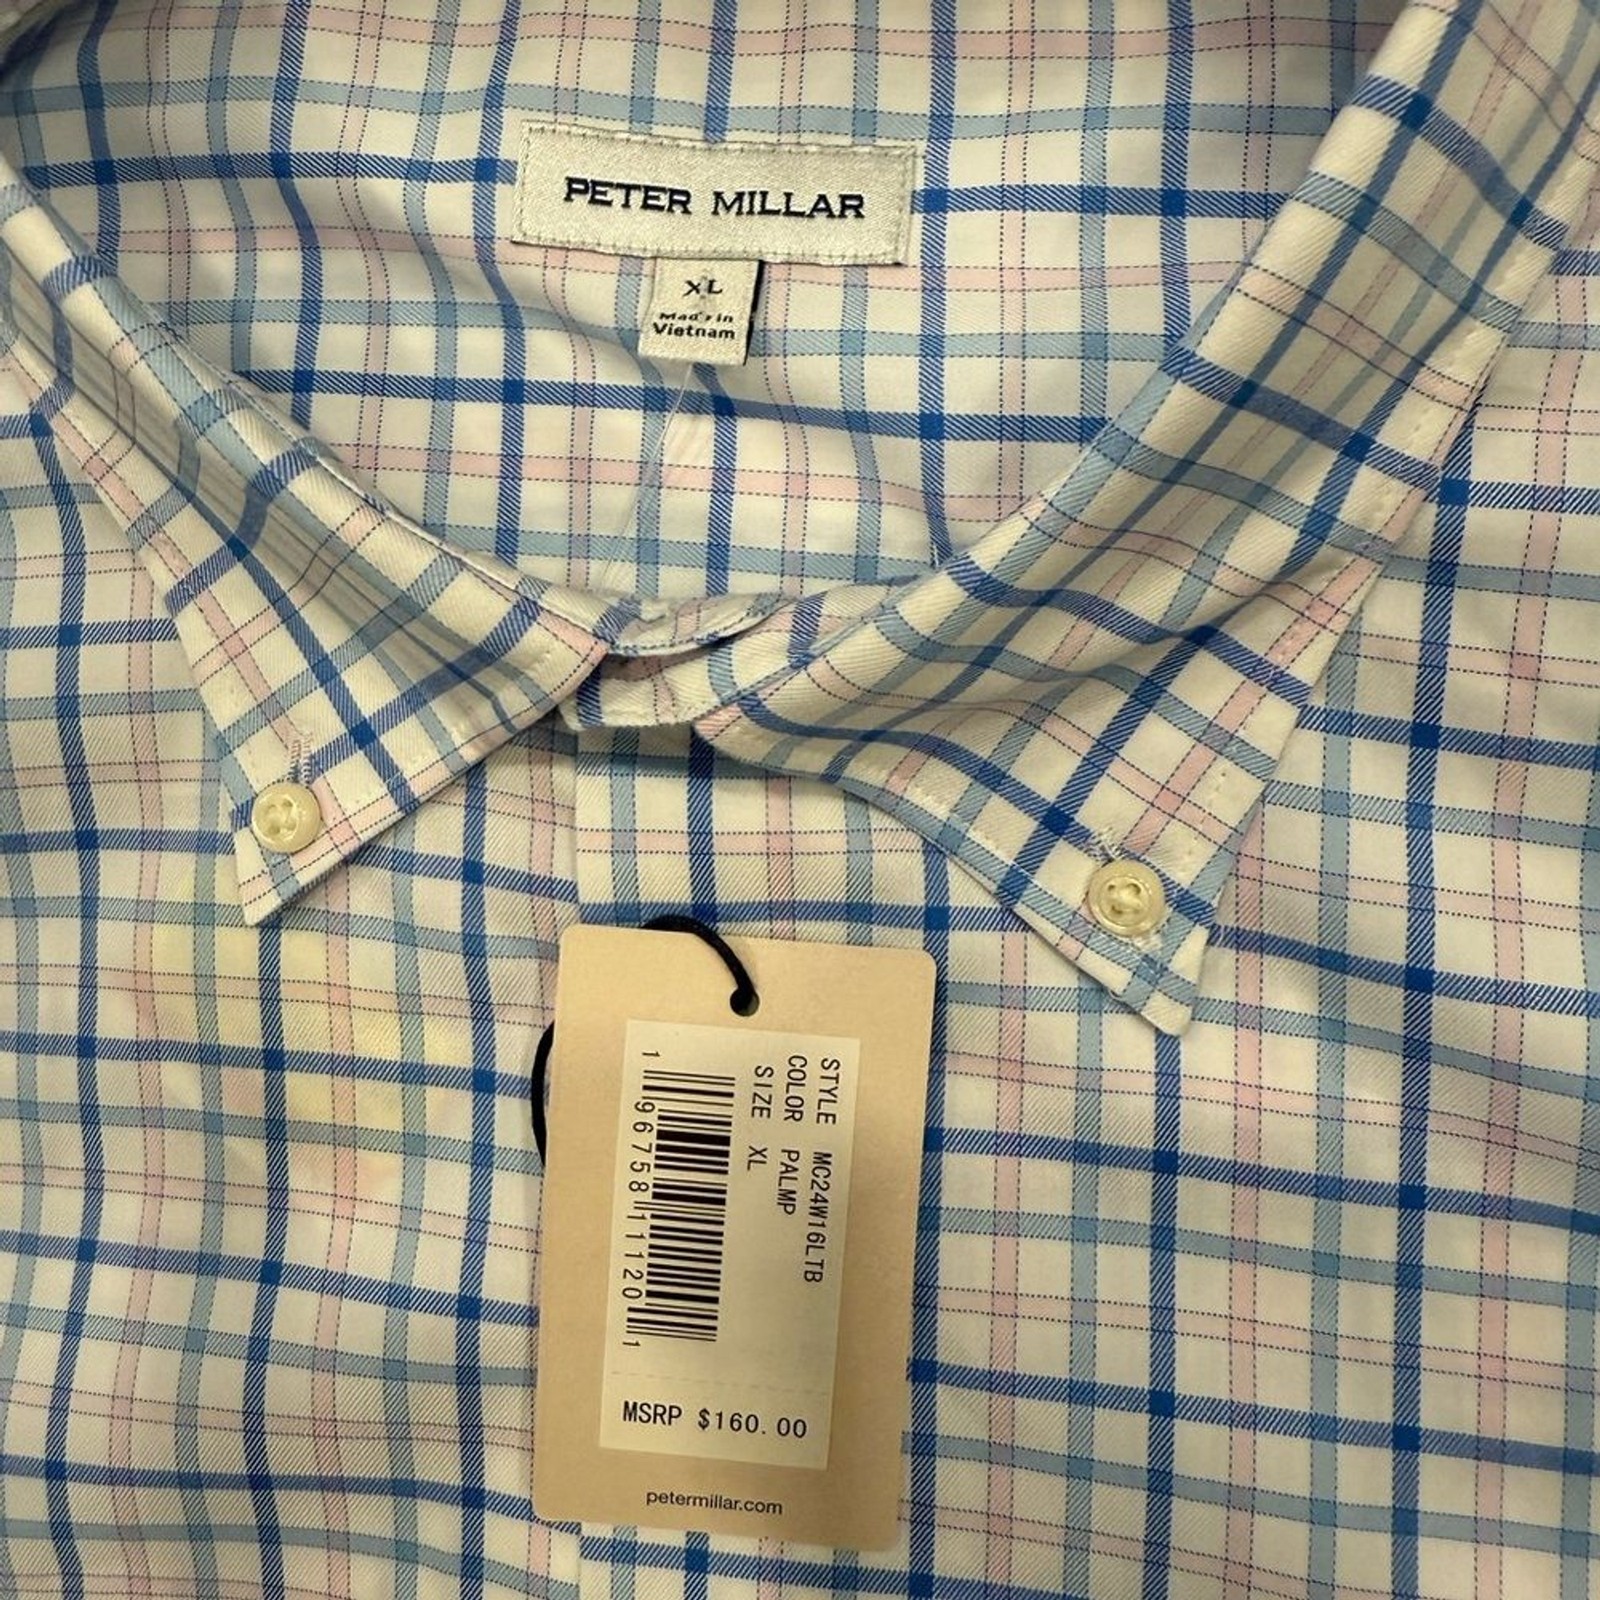 PETER MILLAR
XL
Made in
Vietnam
STYLE MC24W16LTB
COLOR PALMP
SIZE XL
1 96758 11120 1
MSRP $160.00
petermillar.com